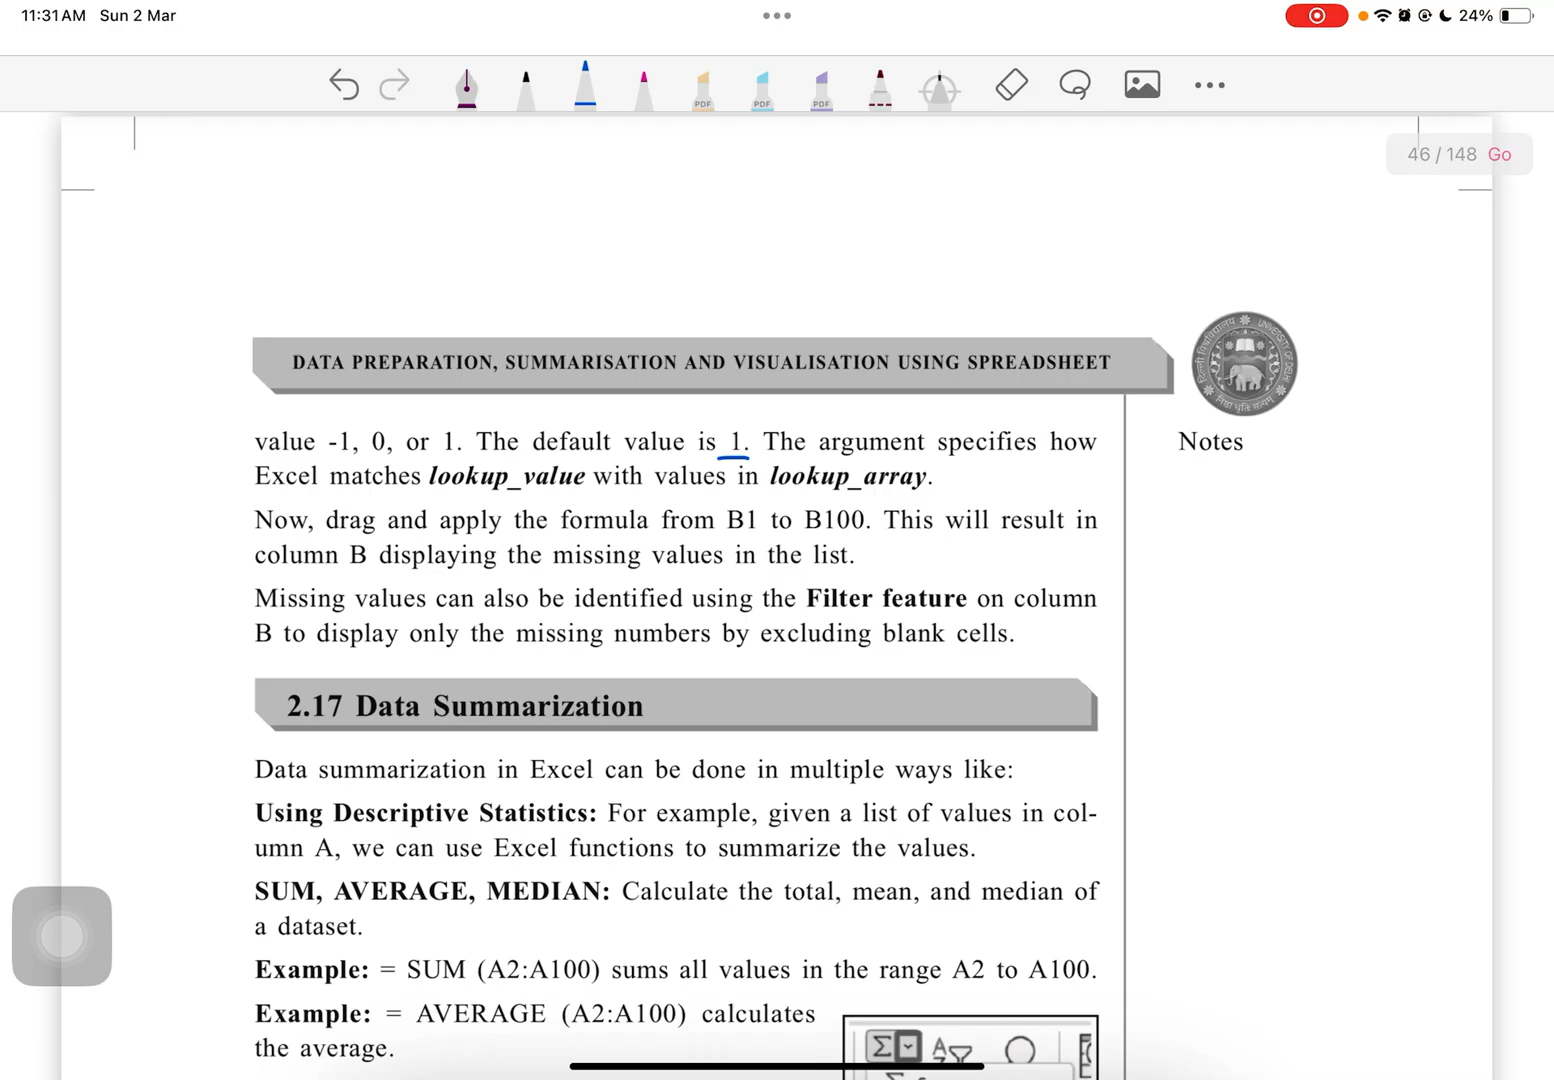 11:31 AM Sun 2 Mar
24%
PDF PDF PDF
46 / 148 Go
DATA PREPARATION, SUMMARISATION AND VISUALISATION USING SPREADSHEET
value -1, 0, or 1. The default value is 1. The argument specifies how
Notes
Excel matches lookup_value with values in lookup_array.
Now, drag and apply the formula from B1 to B100. This will result in
column B displaying the missing values in the list.
Missing values can also be identified using the Filter feature on column
B to display only the missing numbers by excluding blank cells.
2.17 Data Summarization
Data summarization in Excel can be done in multiple ways like:
Using Descriptive Statistics: For example, given a list of values in col-
umn A, we can use Excel functions to summarize the values.
SUM, AVERAGE, MEDIAN: Calculate the total, mean, and median of
a dataset.
Example: = SUM (A2:A100) sums all values in the range A2 to A100.
Example: = AVERAGE (A2:A100) calculates
the average.